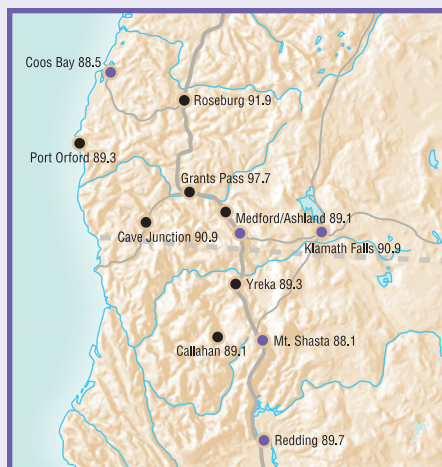 Coos Bay 88.5
Roseburg 91.9
Port Orford 89.3
Grants Pass 97.7
Medford/Ashland 89.1
Cave Junction 90.9
Klamath Falls 90.9
Yreka 89.3
Mt. Shasta 88.1
Callahan 89.1
Redding 89.7